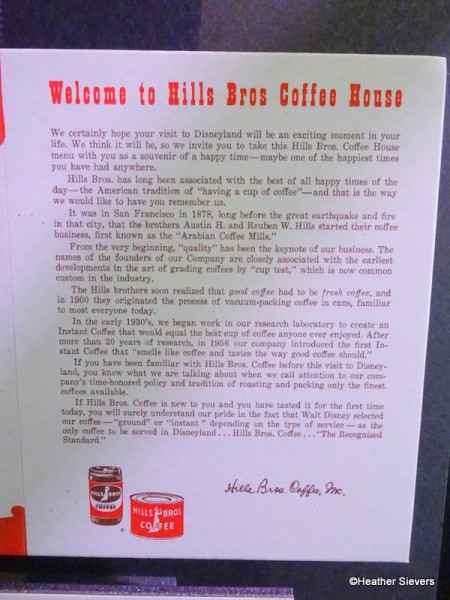 Welcome to Hills Bros Coffee House
We certainly hope your visit to Disneyland will be an exciting moment in your
life. We think it will be, so we invite you to take this Hills Bros. Coffee House
menu with you as a souvenir of a happy time—maybe one of the happiest times
you have had anywhere.
Hills Bros. has long been associated with the best of all happy times of the
day—the American tradition of "having a cup of coffee"—and that is the way
we would like to have you remember us.
It was in San Francisco in 1878, long before the great earthquake and fire
in that city, that the brothers Austin H. and Reuben W. Hills started their coffee
business, first known as the "Arabian Coffee Mills."
From the very beginning, "quality" has been the keynote of our business. The
names of the founders of our Company are closely associated with the earliest
developments in the art of grading coffees by "cup test," which is now common
custom in the industry.
The Hills brothers soon realized that good coffee had to be fresh coffee, and
in 1900 they originated the process of vacuum-packing coffee in cans, familiar
to most everyone today.
In the early 1930's, we began work in our research laboratory to create an
Instant Coffee that would equal the best cup of coffee anyone ever enjoyed. After
more than 20 years of research, in 1956 our company introduced the first In-
stant Coffee that "smells like coffee and tastes the way good coffee should."
If you have been familiar with Hills Bros. Coffee before this visit to Disney-
land, you know what we are talking about when we call attention to our com-
pany's time-honored policy and tradition of roasting and packing only the finest
coffees available.
If Hills Bros. Coffee is new to you and you have tasted it for the first time
today, you will surely understand our pride in the fact that Walt Disney selected
our coffee—"ground" or "instant" depending on the type of service—as the
only coffee to be served in Disneyland...Hills Bros. Coffee..."The Recognized
Standard."
Hills Bros. Coffee, Inc.
HILLS BROS
COFFEE
®
HILLS BROS
COFFEE
©Heather Sievers